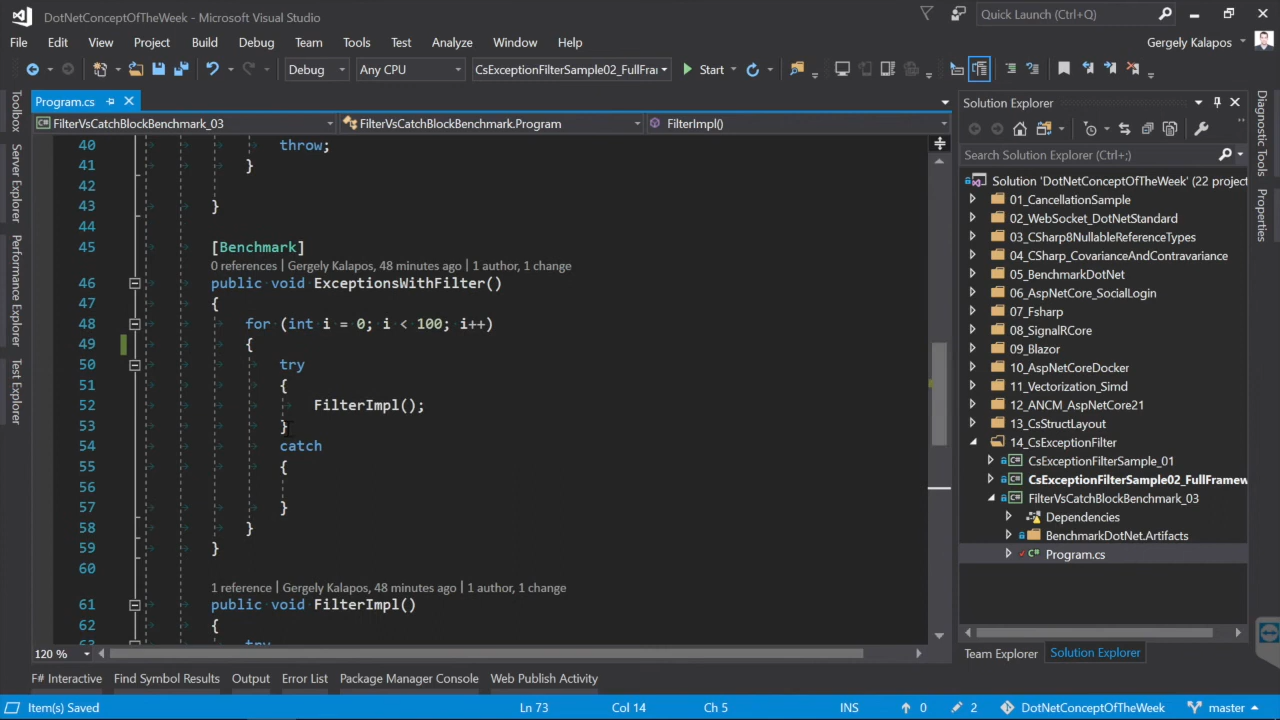 DotNetConceptOfTheWeek - Microsoft Visual Studio
Quick Launch (Ctrl+Q)
File Edit View Project Build Debug Team Tools Test Analyze Window Help
Gergely Kalapos
Debug Any CPU CsExceptionFilterSample02_FullFrar Start
Program.cs
Solution Explorer
FilterVsCatchBlockBenchmark_03 FilterVsCatchBlockBenchmark.Program FilterImpl()
Toolbox
Server Explorer
Performance Explorer
Test Explorer
40 throw;
41 }
42
43 }
44
45 [Benchmark]
0 references | Gergely Kalapos, 48 minutes ago | 1 author, 1 change
46 public void ExceptionsWithFilter()
47 {
48 for (int i = 0; i < 100; i++)
49 {
50 try
51 {
52 FilterImpl();
53 }
54 catch
55 {
56
57 }
58 }
59 }
60
1 reference | Gergely Kalapos, 48 minutes ago | 1 author, 1 change
61 public void FilterImpl()
62 {
120 %
Search Solution Explorer (Ctrl+;)
Solution 'DotNetConceptOfTheWeek' (22 project
01_CancellationSample
02_WebSocket_DotNetStandard
03_CSharp8NullableReferenceTypes
04_CSharp_CovarianceAndContravariance
05_BenchmarkDotNet
06_AspNetCore_SocialLogin
07_Fsharp
08_SignalRCore
09_Blazor
10_AspNetCoreDocker
11_Vectorization_Simd
12_ANCM_AspNetCore21
13_CsStructLayout
14_CsExceptionFilter
CsExceptionFilterSample_01
CsExceptionFilterSample02_FullFramew
FilterVsCatchBlockBenchmark_03
Dependencies
BenchmarkDotNet.Artifacts
Program.cs
Team Explorer Solution Explorer
Diagnostic Tools
Properties
F# Interactive Find Symbol Results Output Error List Package Manager Console Web Publish Activity
Item(s) Saved Ln 73 Col 14 Ch 5 INS 0 2 DotNetConceptOfTheWeek master